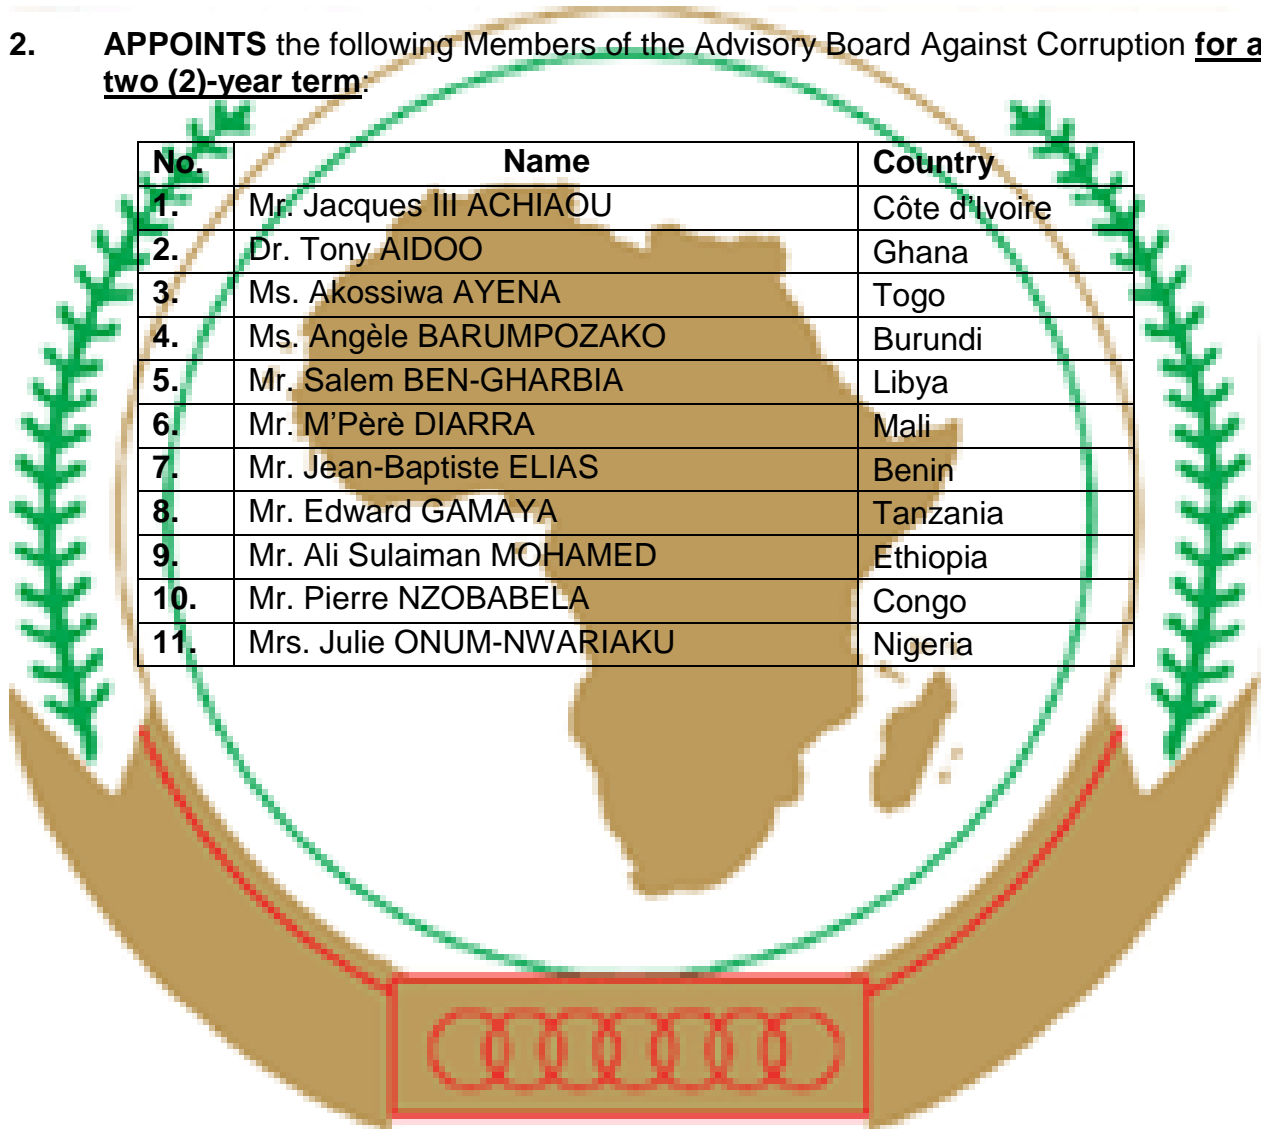 2. APPOINTS the following Members of the Advisory Board Against Corruption for a
two (2)-year term:
No. Name Country
1. Mr. Jacques III ACHIAOU Côte d'Ivoire
2. Dr. Tony AIDOO Ghana
3. Ms. Akossiwa AYENA Togo
4. Ms. Angèle BARUMPOZAKO Burundi
5. Mr. Salem BEN-GHARBIA Libya
6. Mr. M'Pèrè DIARRA Mali
7. Mr. Jean-Baptiste ELIAS Benin
8. Mr. Edward GAMAYA Tanzania
9. Mr. Ali Sulaiman MOHAMED Ethiopia
10. Mr. Pierre NZOBABELA Congo
11. Mrs. Julie ONUM-NWARIAKU Nigeria